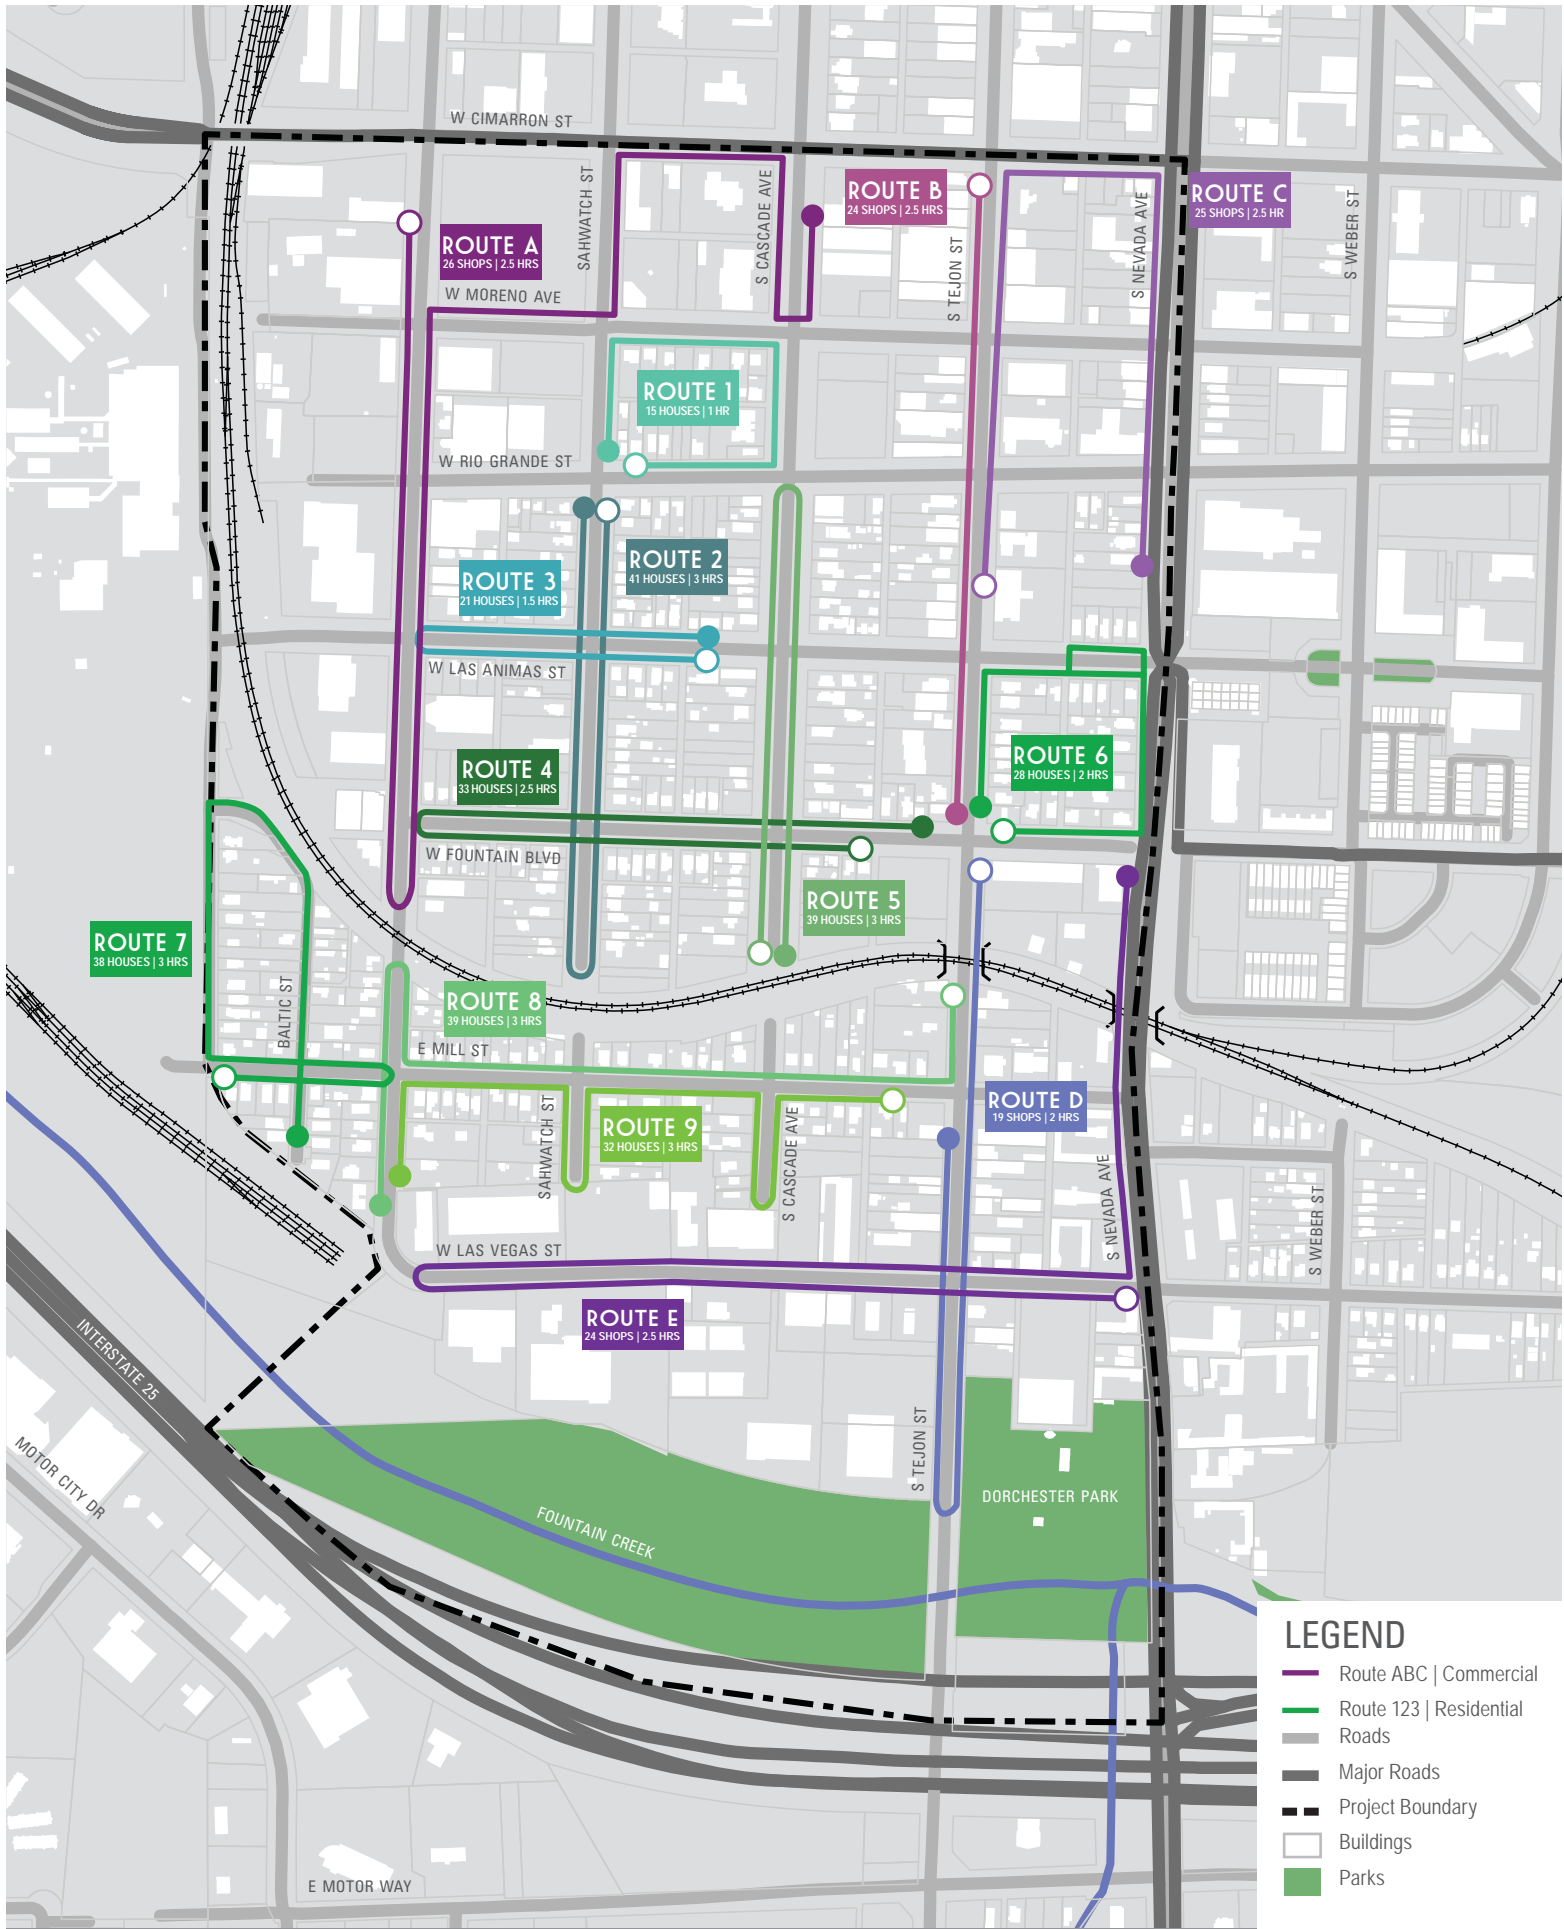 W CIMARRON ST
SAHWATCH ST
S CASCADE AVE
ROUTE B
24 SHOPS | 2.5 HRS
S TEJON ST
S NEVADA AVE
ROUTE C
25 SHOPS | 2.5 HR
S WEBER ST
ROUTE A
26 SHOPS | 2.5 HRS
W MORENO AVE
ROUTE 1
15 HOUSES | 1 HR
W RIO GRANDE ST
ROUTE 2
41 HOUSES | 3 HRS
ROUTE 3
21 HOUSES | 1.5 HRS
W LAS ANIMAS ST
ROUTE 4
33 HOUSES | 2.5 HRS
ROUTE 6
28 HOUSES | 2 HRS
W FOUNTAIN BLVD
ROUTE 5
39 HOUSES | 3 HRS
ROUTE 7
38 HOUSES | 3 HRS
BALTIC ST
ROUTE 8
39 HOUSES | 3 HRS
E MILL ST
ROUTE D
19 SHOPS | 2 HRS
SAHWATCH ST
ROUTE 9
32 HOUSES | 3 HRS
S CASCADE AVE
S NEVADA AVE
S WEBER ST
W LAS VEGAS ST
ROUTE E
24 SHOPS | 2.5 HRS
INTERSTATE 25
MOTOR CITY DR
S TEJON ST
DORCHESTER PARK
FOUNTAIN CREEK
E MOTOR WAY
LEGEND
Route ABC | Commercial
Route 123 | Residential
Roads
Major Roads
Project Boundary
Buildings
Parks